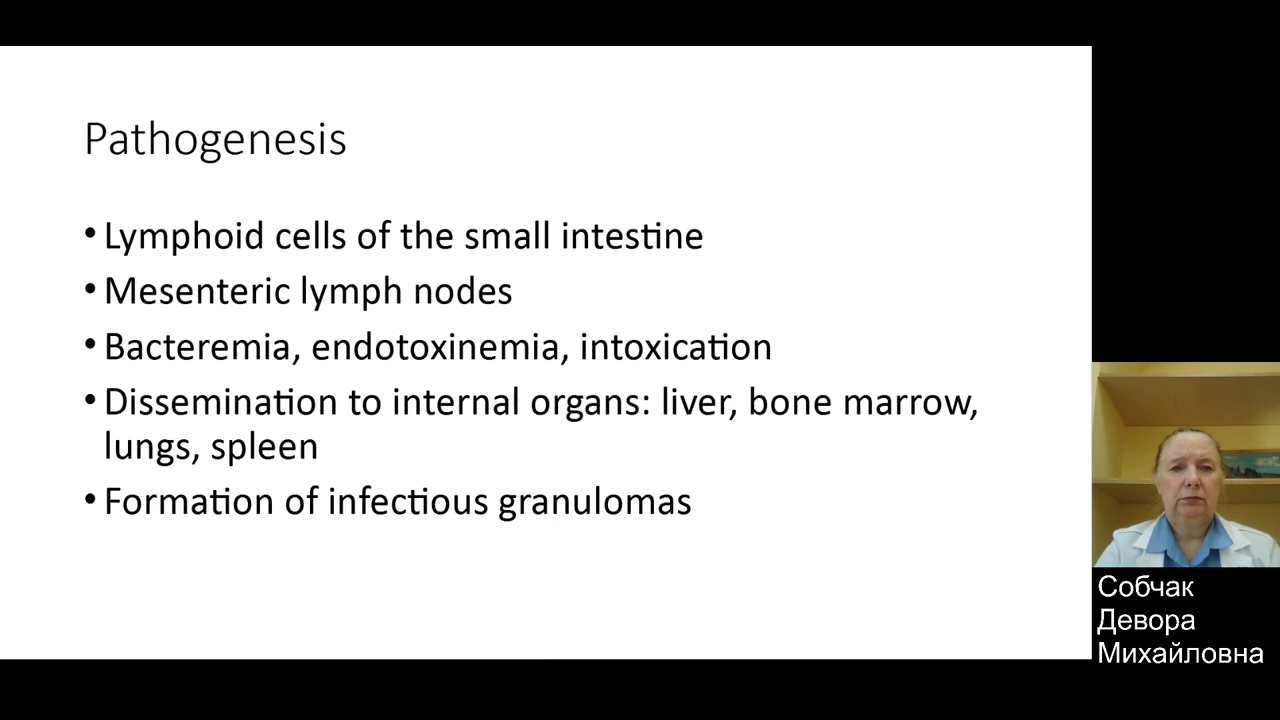 Pathogenesis
• Lymphoid cells of the small intestine
• Mesenteric lymph nodes
• Bacteremia, endotoxinemia, intoxication
• Dissemination to internal organs: liver, bone marrow,
lungs, spleen
• Formation of infectious granulomas
Собчак
Девора
Михайловна